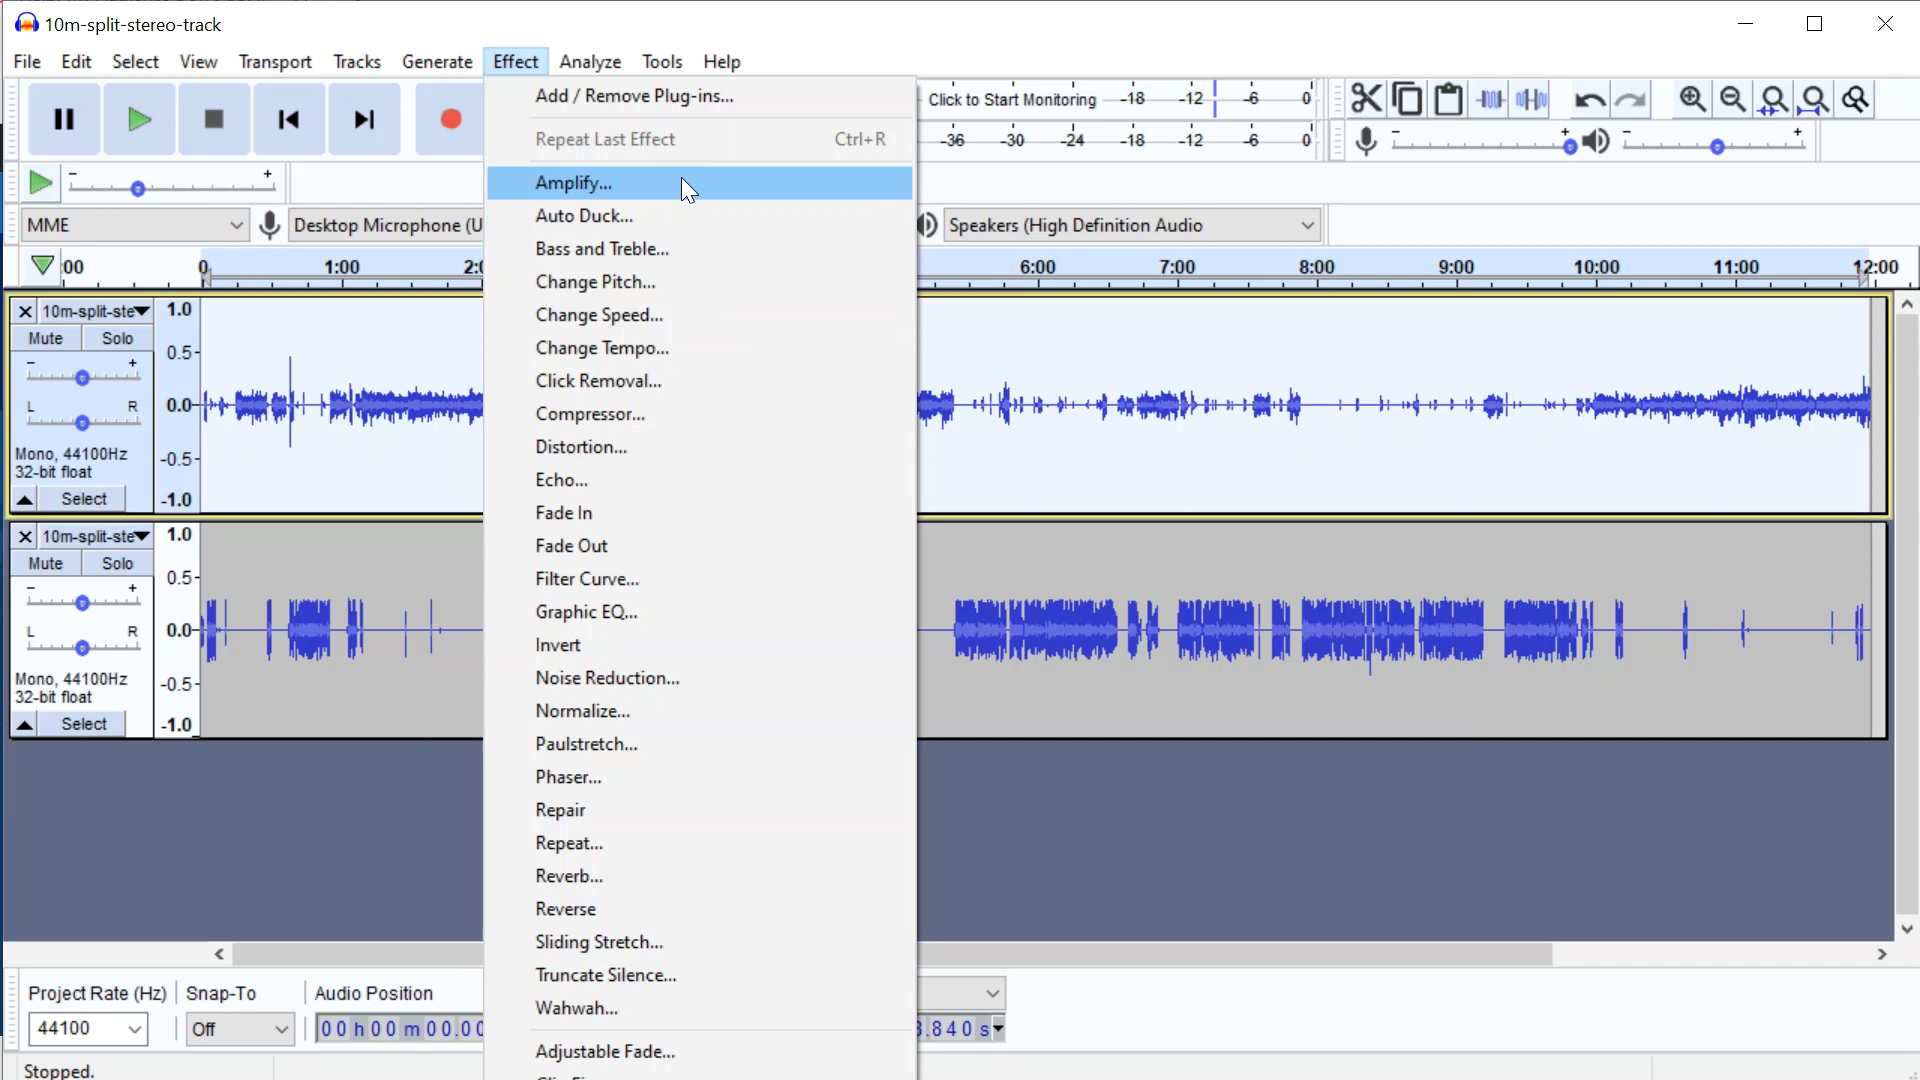 10m-split-stereo-track
File Edit Select View Transport Tracks Generate Effect Analyze Tools Help
Add / Remove Plug-ins...
Repeat Last Effect Ctrl+R
Amplify...
Auto Duck...
Bass and Treble...
Change Pitch...
Change Speed...
Change Tempo...
Click Removal...
Compressor...
Distortion...
Echo...
Fade In
Fade Out
Filter Curve...
Graphic EQ...
Invert
Noise Reduction...
Normalize...
Paulstretch...
Phaser...
Repair
Repeat...
Reverb...
Reverse
Sliding Stretch...
Truncate Silence...
Wahwah...
Adjustable Fade...
Click to Start Monitoring -18 -12 -6 0
-36 -30 -24 -18 -12 -6 0
- +
- +
- +
MME Desktop Microphone (U Speakers (High Definition Audio
:00 0 1:00 2:0 6:00 7:00 8:00 9:00 10:00 11:00 12:00
10m-split-ste
Mute Solo
- +
L R
Mono, 44100Hz
32-bit float
Select
1.0
0.5-
0.0-
-0.5-
-1.0
10m-split-ste
Mute Solo
- +
L R
Mono, 44100Hz
32-bit float
Select
1.0
0.5-
0.0-
-0.5-
-1.0
Project Rate (Hz) Snap-To Audio Position
44100 Off 00 h 00 m 00.00 3.840 s
Stopped.